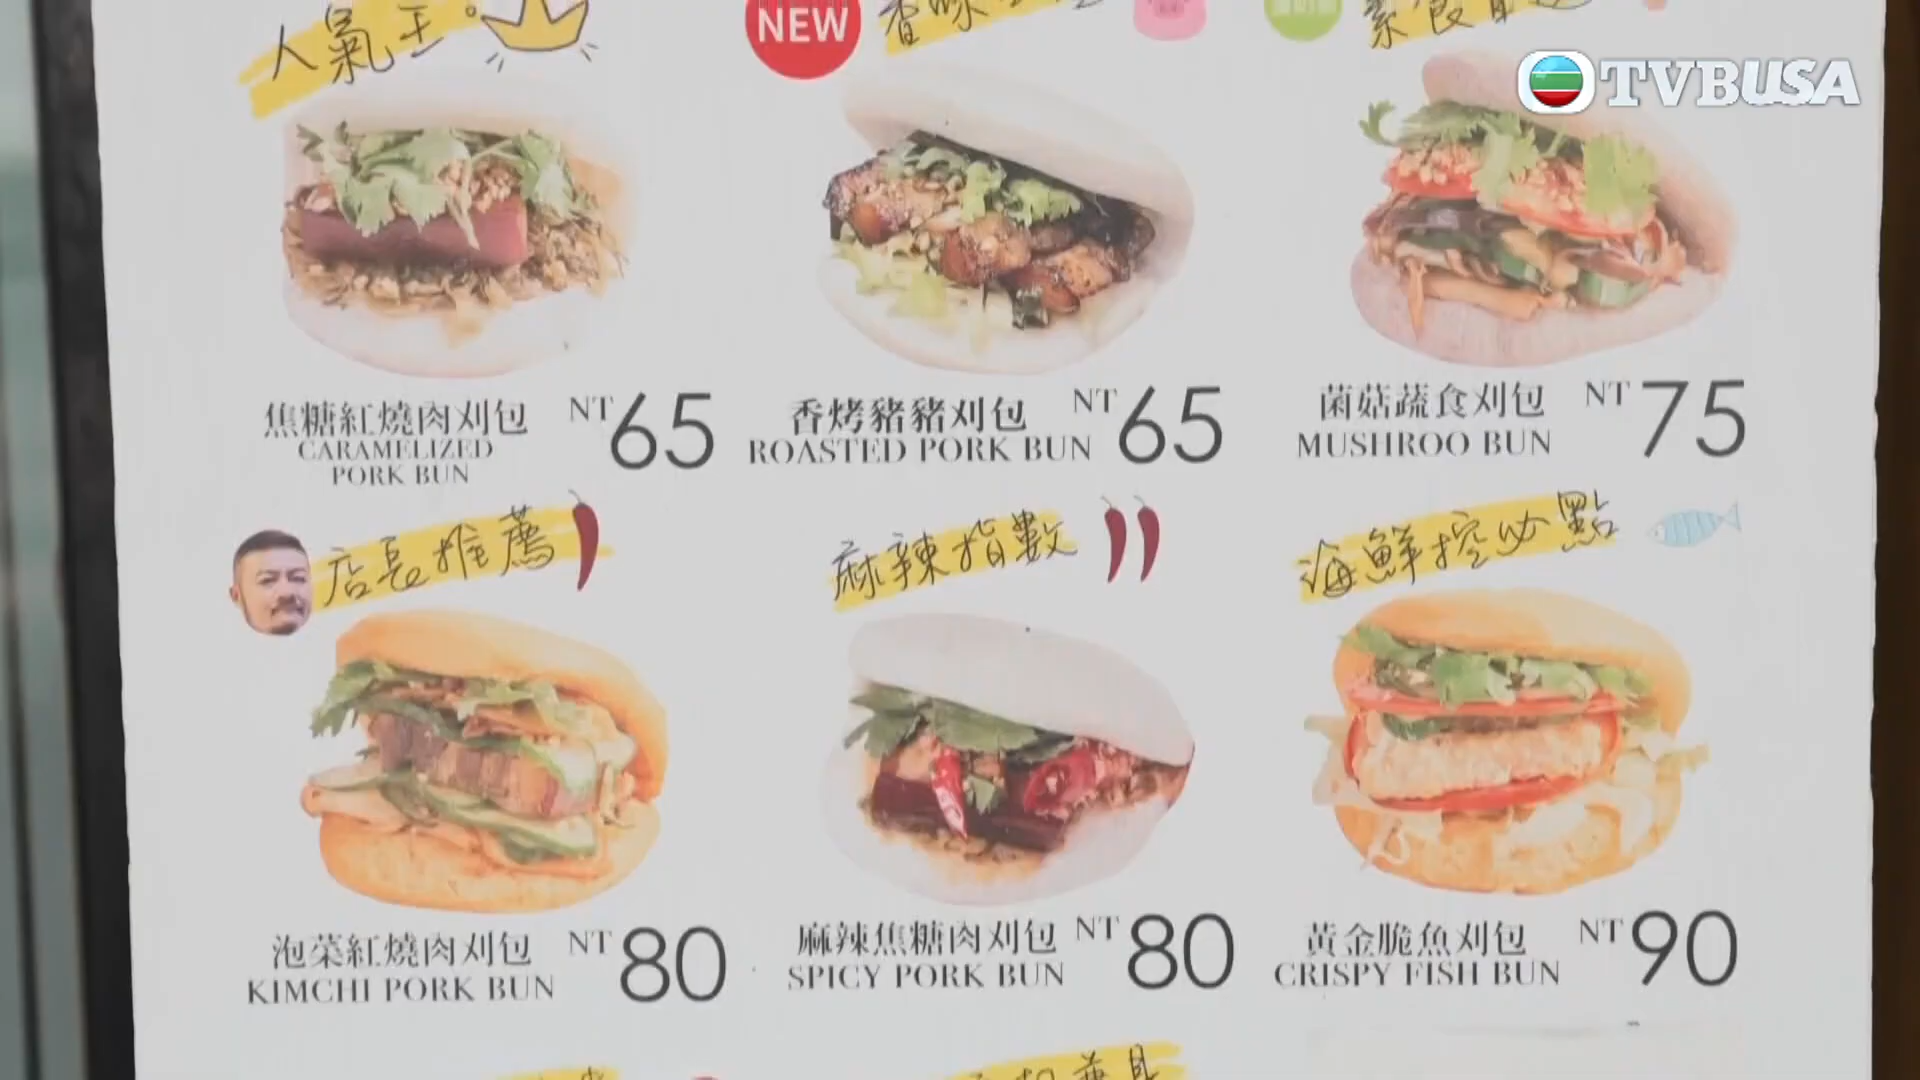 人氣王。
NEW
TVBUSA
焦糖紅燒肉刈包 NT65
CARAMELIZED
PORK BUN
香烤豬豬刈包 NT65
ROASTED PORK BUN
菌菇蔬食刈包 NT75
MUSHROO BUN
店長推薦
麻辣指數
海鮮控必點
泡菜紅燒肉刈包 NT80
KIMCHI PORK BUN
麻辣焦糖肉刈包 NT80
SPICY PORK BUN
黃金脆魚刈包 NT90
CRISPY FISH BUN